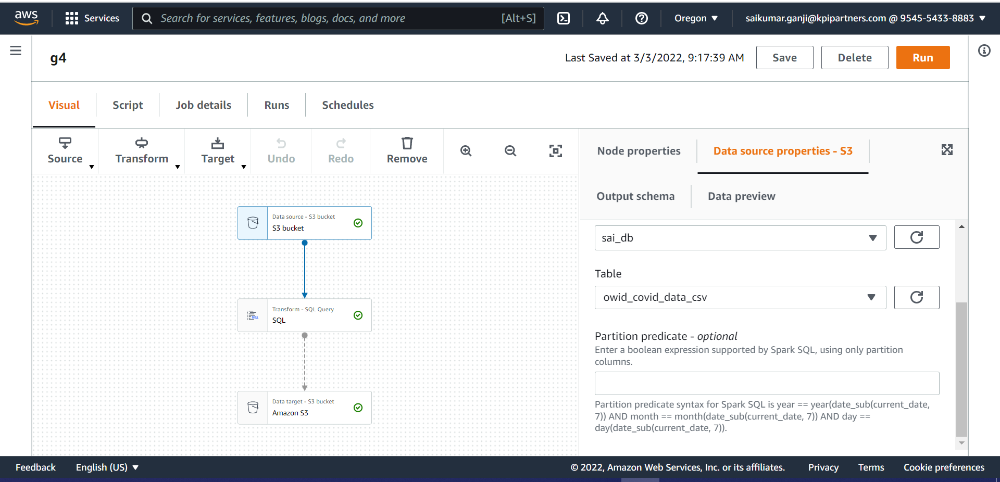 aws
Services
Search for services, features, blogs, docs, and more
[Alt+S]
Oregon
saikumar.ganji@kpipartners.com @ 9545-5433-8883
g4
Last Saved at 3/3/2022, 9:17:39 AM
Save
Delete
Run
Visual
Script
Job details
Runs
Schedules
Source
Transform
Target
Undo
Redo
Remove
Node properties
Data source properties - S3
Output schema
Data preview
Data source - S3 bucket
S3 bucket
Transform - SQL Query
SQL
Data target - S3 bucket
Amazon S3
sai_db
Table
owid_covid_data_csv
Partition predicate - optional
Enter a boolean expression supported by Spark SQL, using only partition
columns.
Partition predicate syntax for Spark SQL is year == year(date_sub(current_date,
7)) AND month == month(date_sub(current_date, 7)) AND day ==
day(date_sub(current_date, 7)).
Feedback
English (US)
© 2022, Amazon Web Services, Inc. or its affiliates.
Privacy
Terms
Cookie preferences